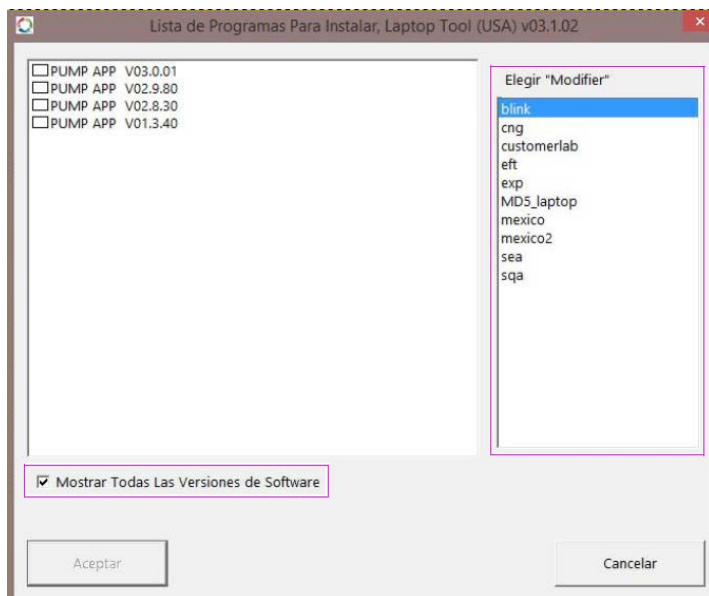 Lista de Programas Para Instalar, Laptop Tool (USA) v03.1.02
PUMP APP V03.0.01
PUMP APP V02.9.80
PUMP APP V02.8.30
PUMP APP V01.3.40
Elegir "Modifier"
blink
cng
customerlab
eft
exp
MD5_laptop
mexico
mexico2
sea
sqa
Mostrar Todas Las Versiones de Software
Aceptar
Cancelar